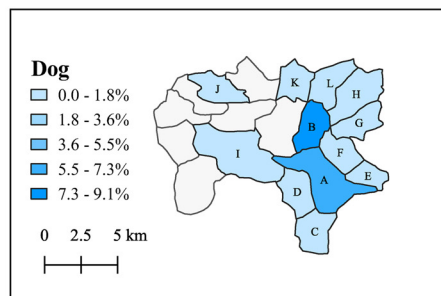 Dog
0.0 - 1.8%
1.8 - 3.6%
3.6 - 5.5%
5.5 - 7.3%
7.3 - 9.1%
0 2.5 5 km
J
K
L
H
B
G
I
F
A
E
D
C